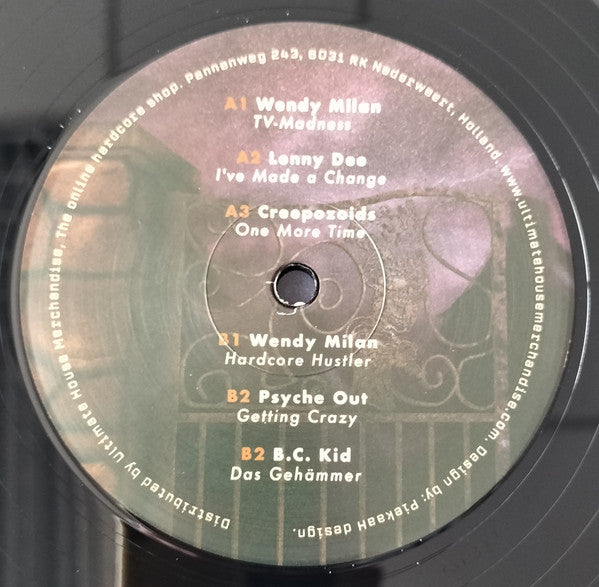 A1 Wendy Milan
TV-Madness
A2 Lenny Dee
I've Made a Change
A3 Creepozoids
One More Time
B1 Wendy Milan
Hardcore Hustler
B2 Psyche Out
Getting Crazy
B2 B.C. Kid
Das Gehämmer
Distributed by Ultimate House Merchandise, The online hardcore shop. Pannenweg 243, 6031 RK Nederweert, Holland. www.ultimatehousemerchandise.com. Design by: PieKaaH design.